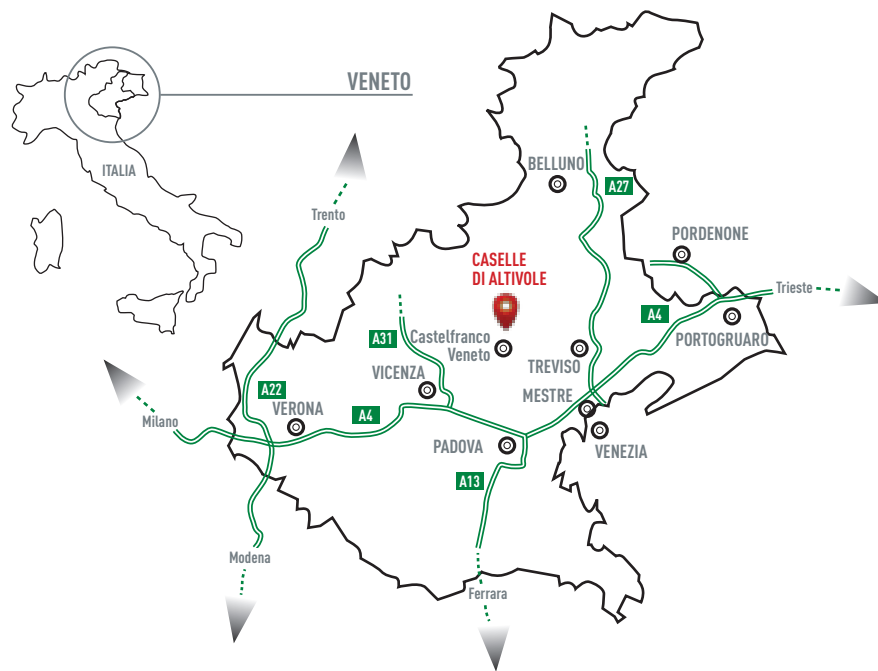 VENETO
ITALIA
BELLUNO
A27
Trento
PORDENONE
CASELLE
DI ALTIVOLE
Trieste
A4
PORTOGRUARO
A31
Castelfranco
Veneto
TREVISO
VICENZA
A22
MESTRE
VERONA
A4
Milano
PADOVA
VENEZIA
A13
Modena
Ferrara